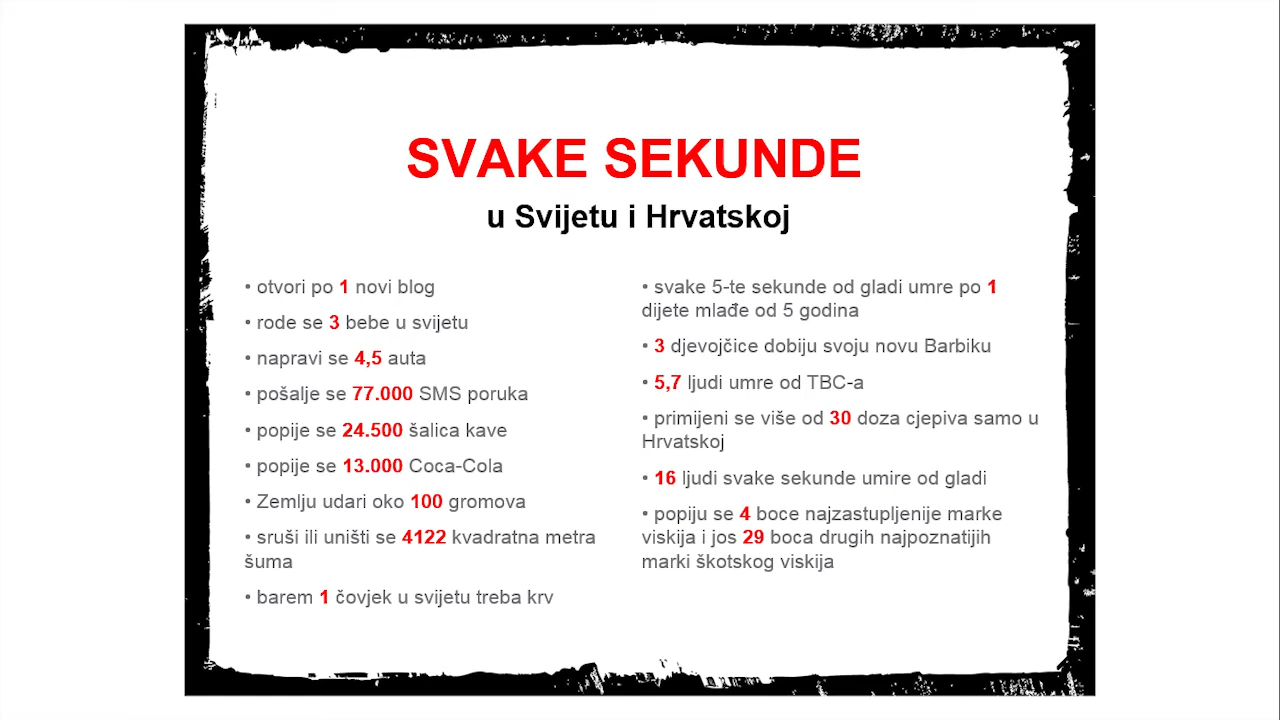 SVAKE SEKUNDE
u Svijetu i Hrvatskoj
• otvori po 1 novi blog
• rode se 3 bebe u svijetu
• napravi se 4,5 auta
• pošalje se 77.000 SMS poruka
• popije se 24.500 šalica kave
• popije se 13.000 Coca-Cola
• Zemlju udari oko 100 gromova
• sruši ili uništi se 4122 kvadratna metra
šuma
• barem 1 čovjek u svijetu treba krv
• svake 5-te sekunde od gladi umre po 1
dijete mlađe od 5 godina
• 3 djevojčice dobiju svoju novu Barbiku
• 5,7 ljudi umre od TBC-a
• primijeni se više od 30 doza cjepiva samo u
Hrvatskoj
• 16 ljudi svake sekunde umire od gladi
• popiju se 4 boce najzastupljenije marke
viskija i jos 29 boca drugih najpoznatijih
marki škotskog viskija